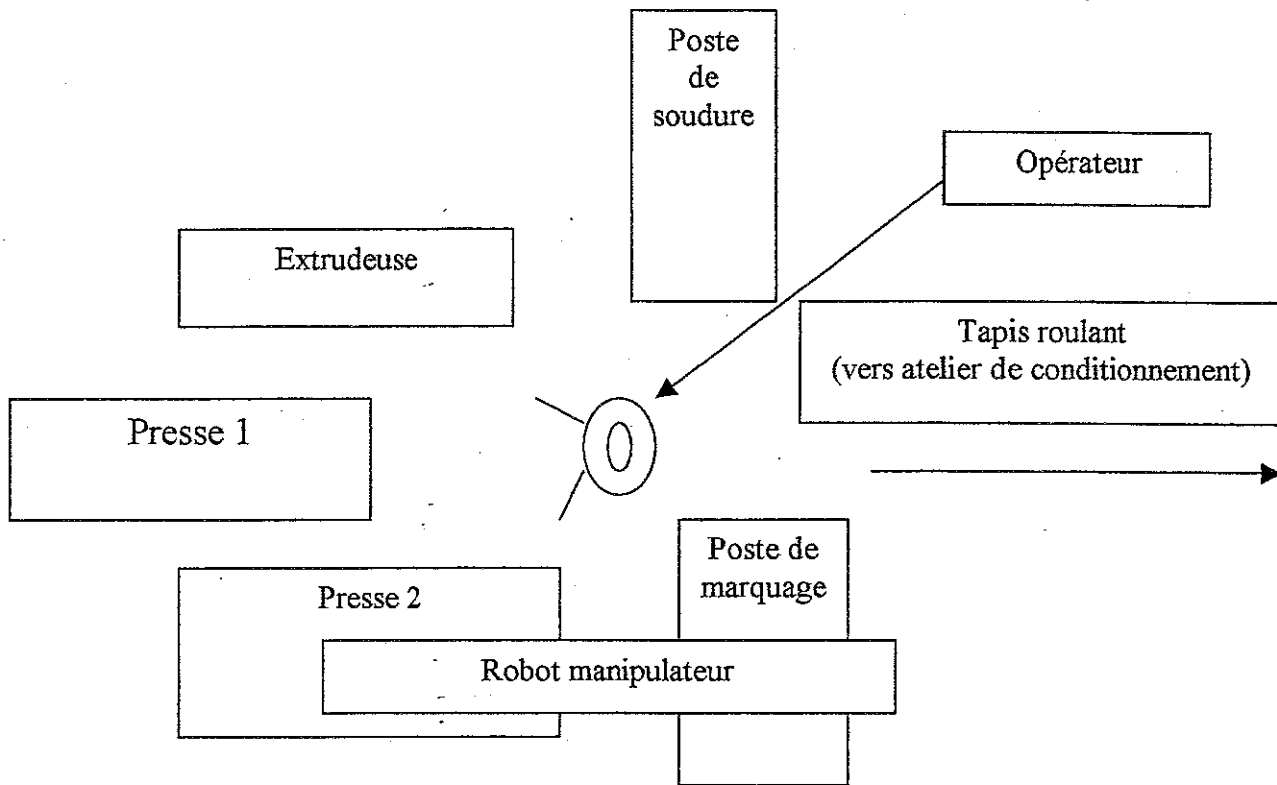 Poste
de
soudure
Opérateur
Extrudeuse
Tapis roulant
(vers atelier de conditionnement)
Presse 1
Poste de
marquage
Presse 2
Robot manipulateur